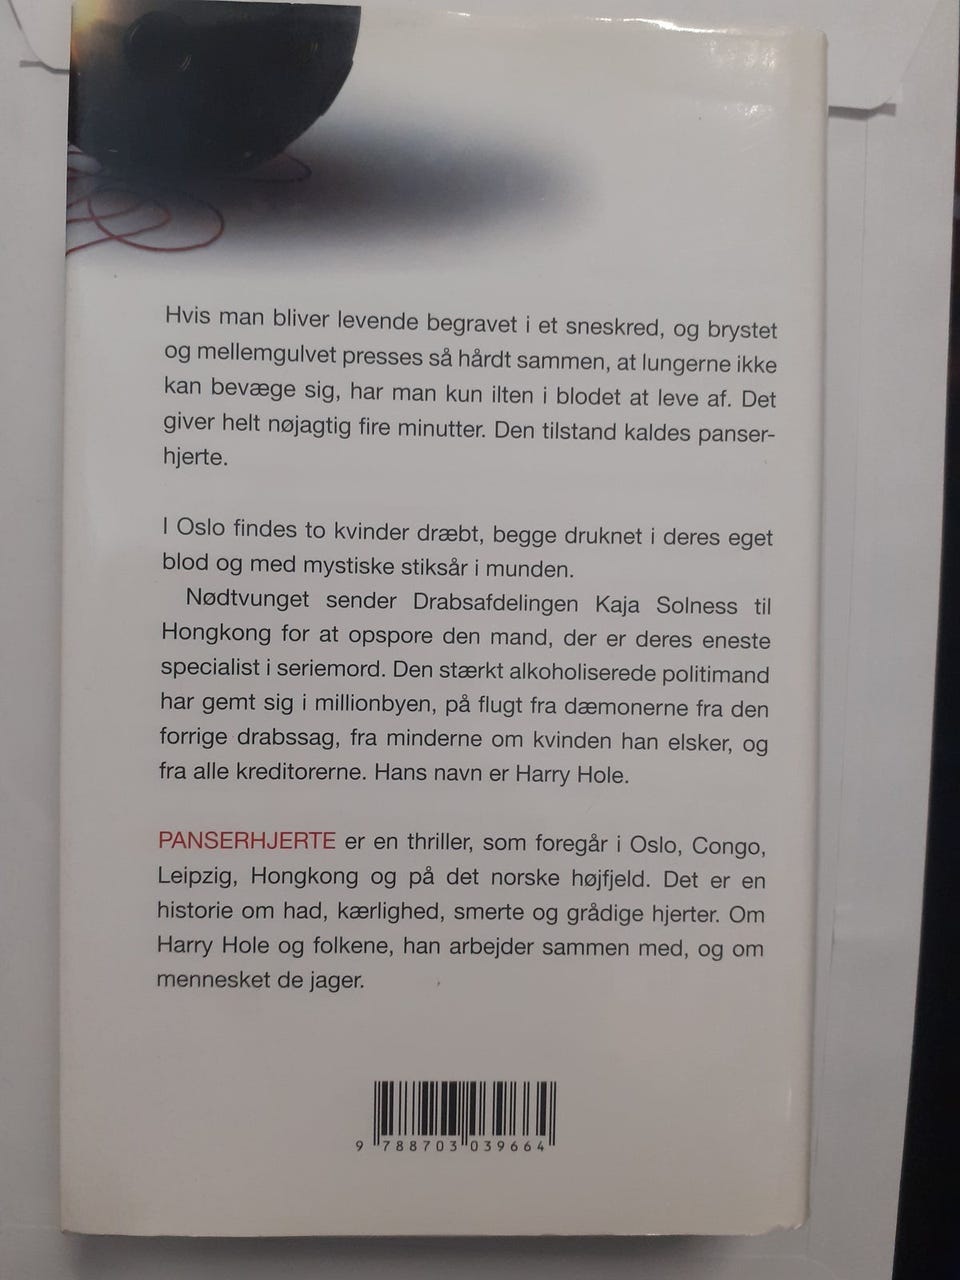 Hvis man bliver levende begravet i et sneskred, og brystet
og mellemgulvet presses så hårdt sammen, at lungerne ikke
kan bevæge sig, har man kun ilten i blodet at leve af. Det
giver helt nøjagtig fire minutter. Den tilstand kaldes panser-
hjerte.
I Oslo findes to kvinder dræbt, begge druknet i deres eget
blod og med mystiske stiksår i munden.
Nødtvunget sender Drabsafdelingen Kaja Solness til
Hongkong for at opspore den mand, der er deres eneste
specialist i seriemord. Den stærkt alkoholiserede politimand
har gemt sig i millionbyen, på flugt fra dæmonerne fra den
forrige drabssag, fra minderne om kvinden han elsker, og
fra alle kreditorerne. Hans navn er Harry Hole.
PANSERHJERTE er en thriller, som foregår i Oslo, Congo,
Leipzig, Hongkong og på det norske højfjeld. Det er en
historie om had, kærlighed, smerte og grådige hjerter. Om
Harry Hole og folkene, han arbejder sammen med, og om
mennesket de jager.
9 788703 039664